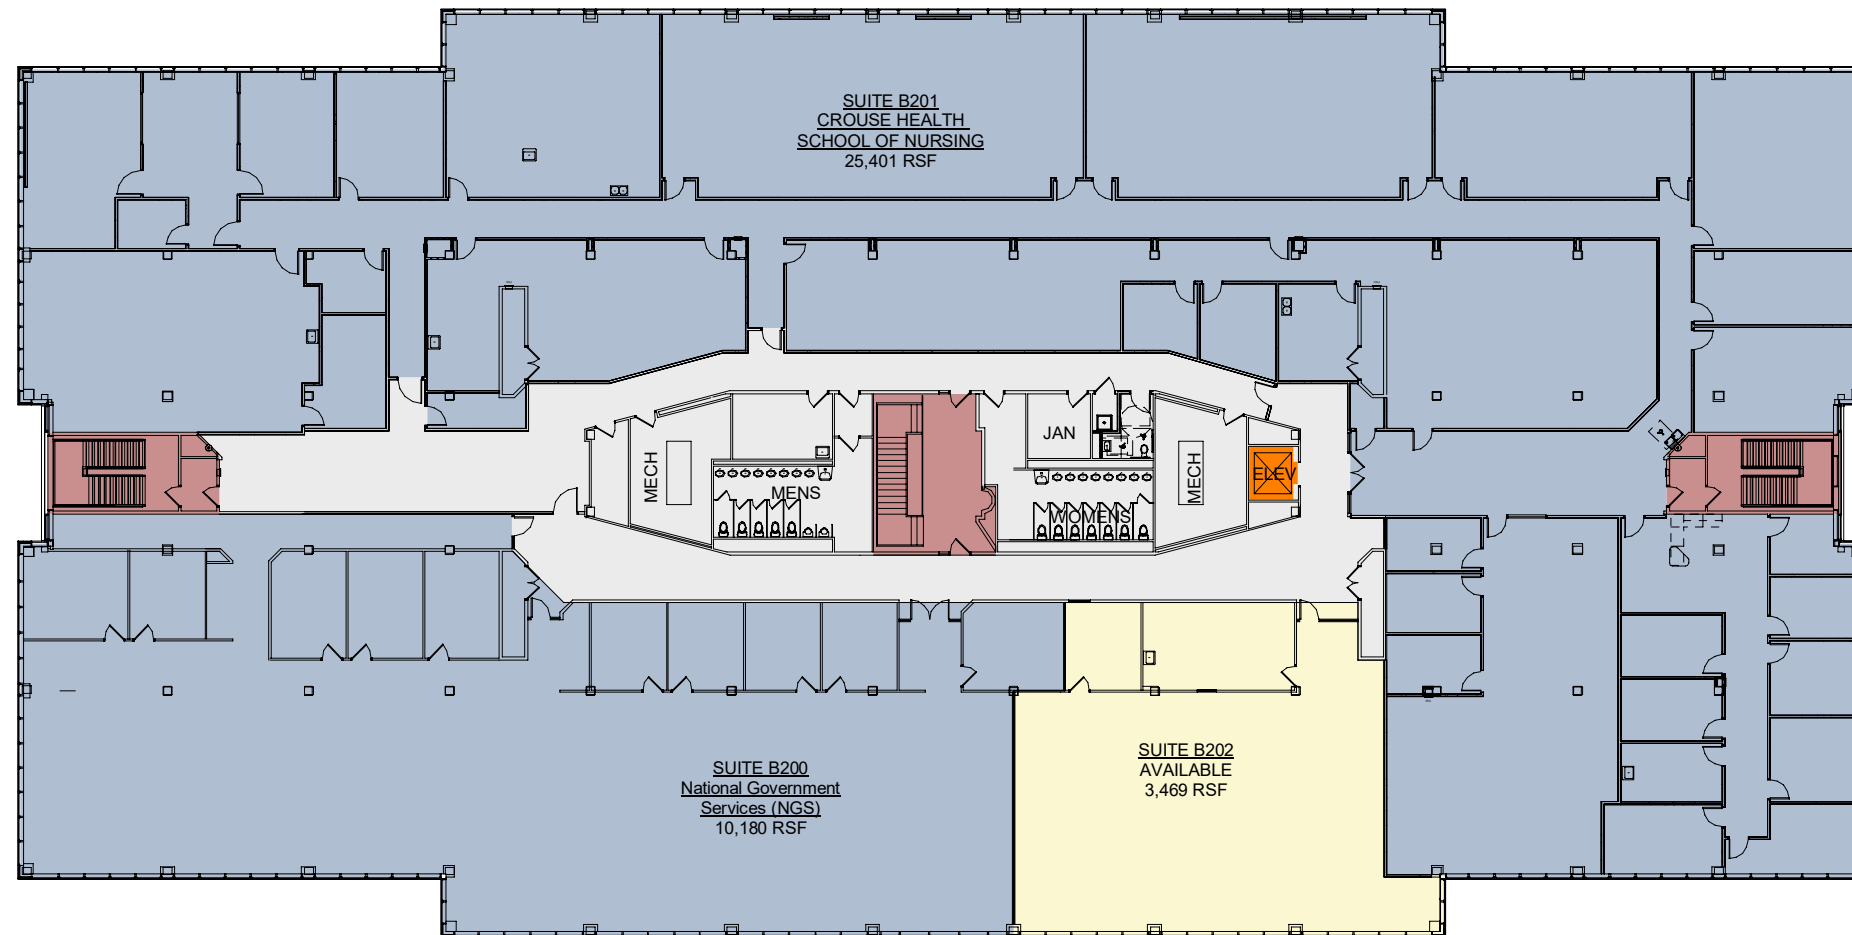 SUITE B201
CROUSE HEALTH
SCHOOL OF NURSING
25,401 RSF
JAN
MECH
MENS
MECH
ELEV
WOMENS
SUITE B200
National Government
Services (NGS)
10,180 RSF
SUITE B202
AVAILABLE
3,469 RSF